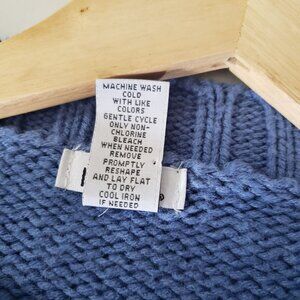 MACHINE WASH
COLD
WITH LIKE
COLORS
GENTLE CYCLE
ONLY NON-
CHLORINE
BLEACH
WHEN NEEDED
REMOVE
PROMPTLY
RESHAPE
AND LAY FLAT
TO DRY
COOL IRON
IF NEEDED